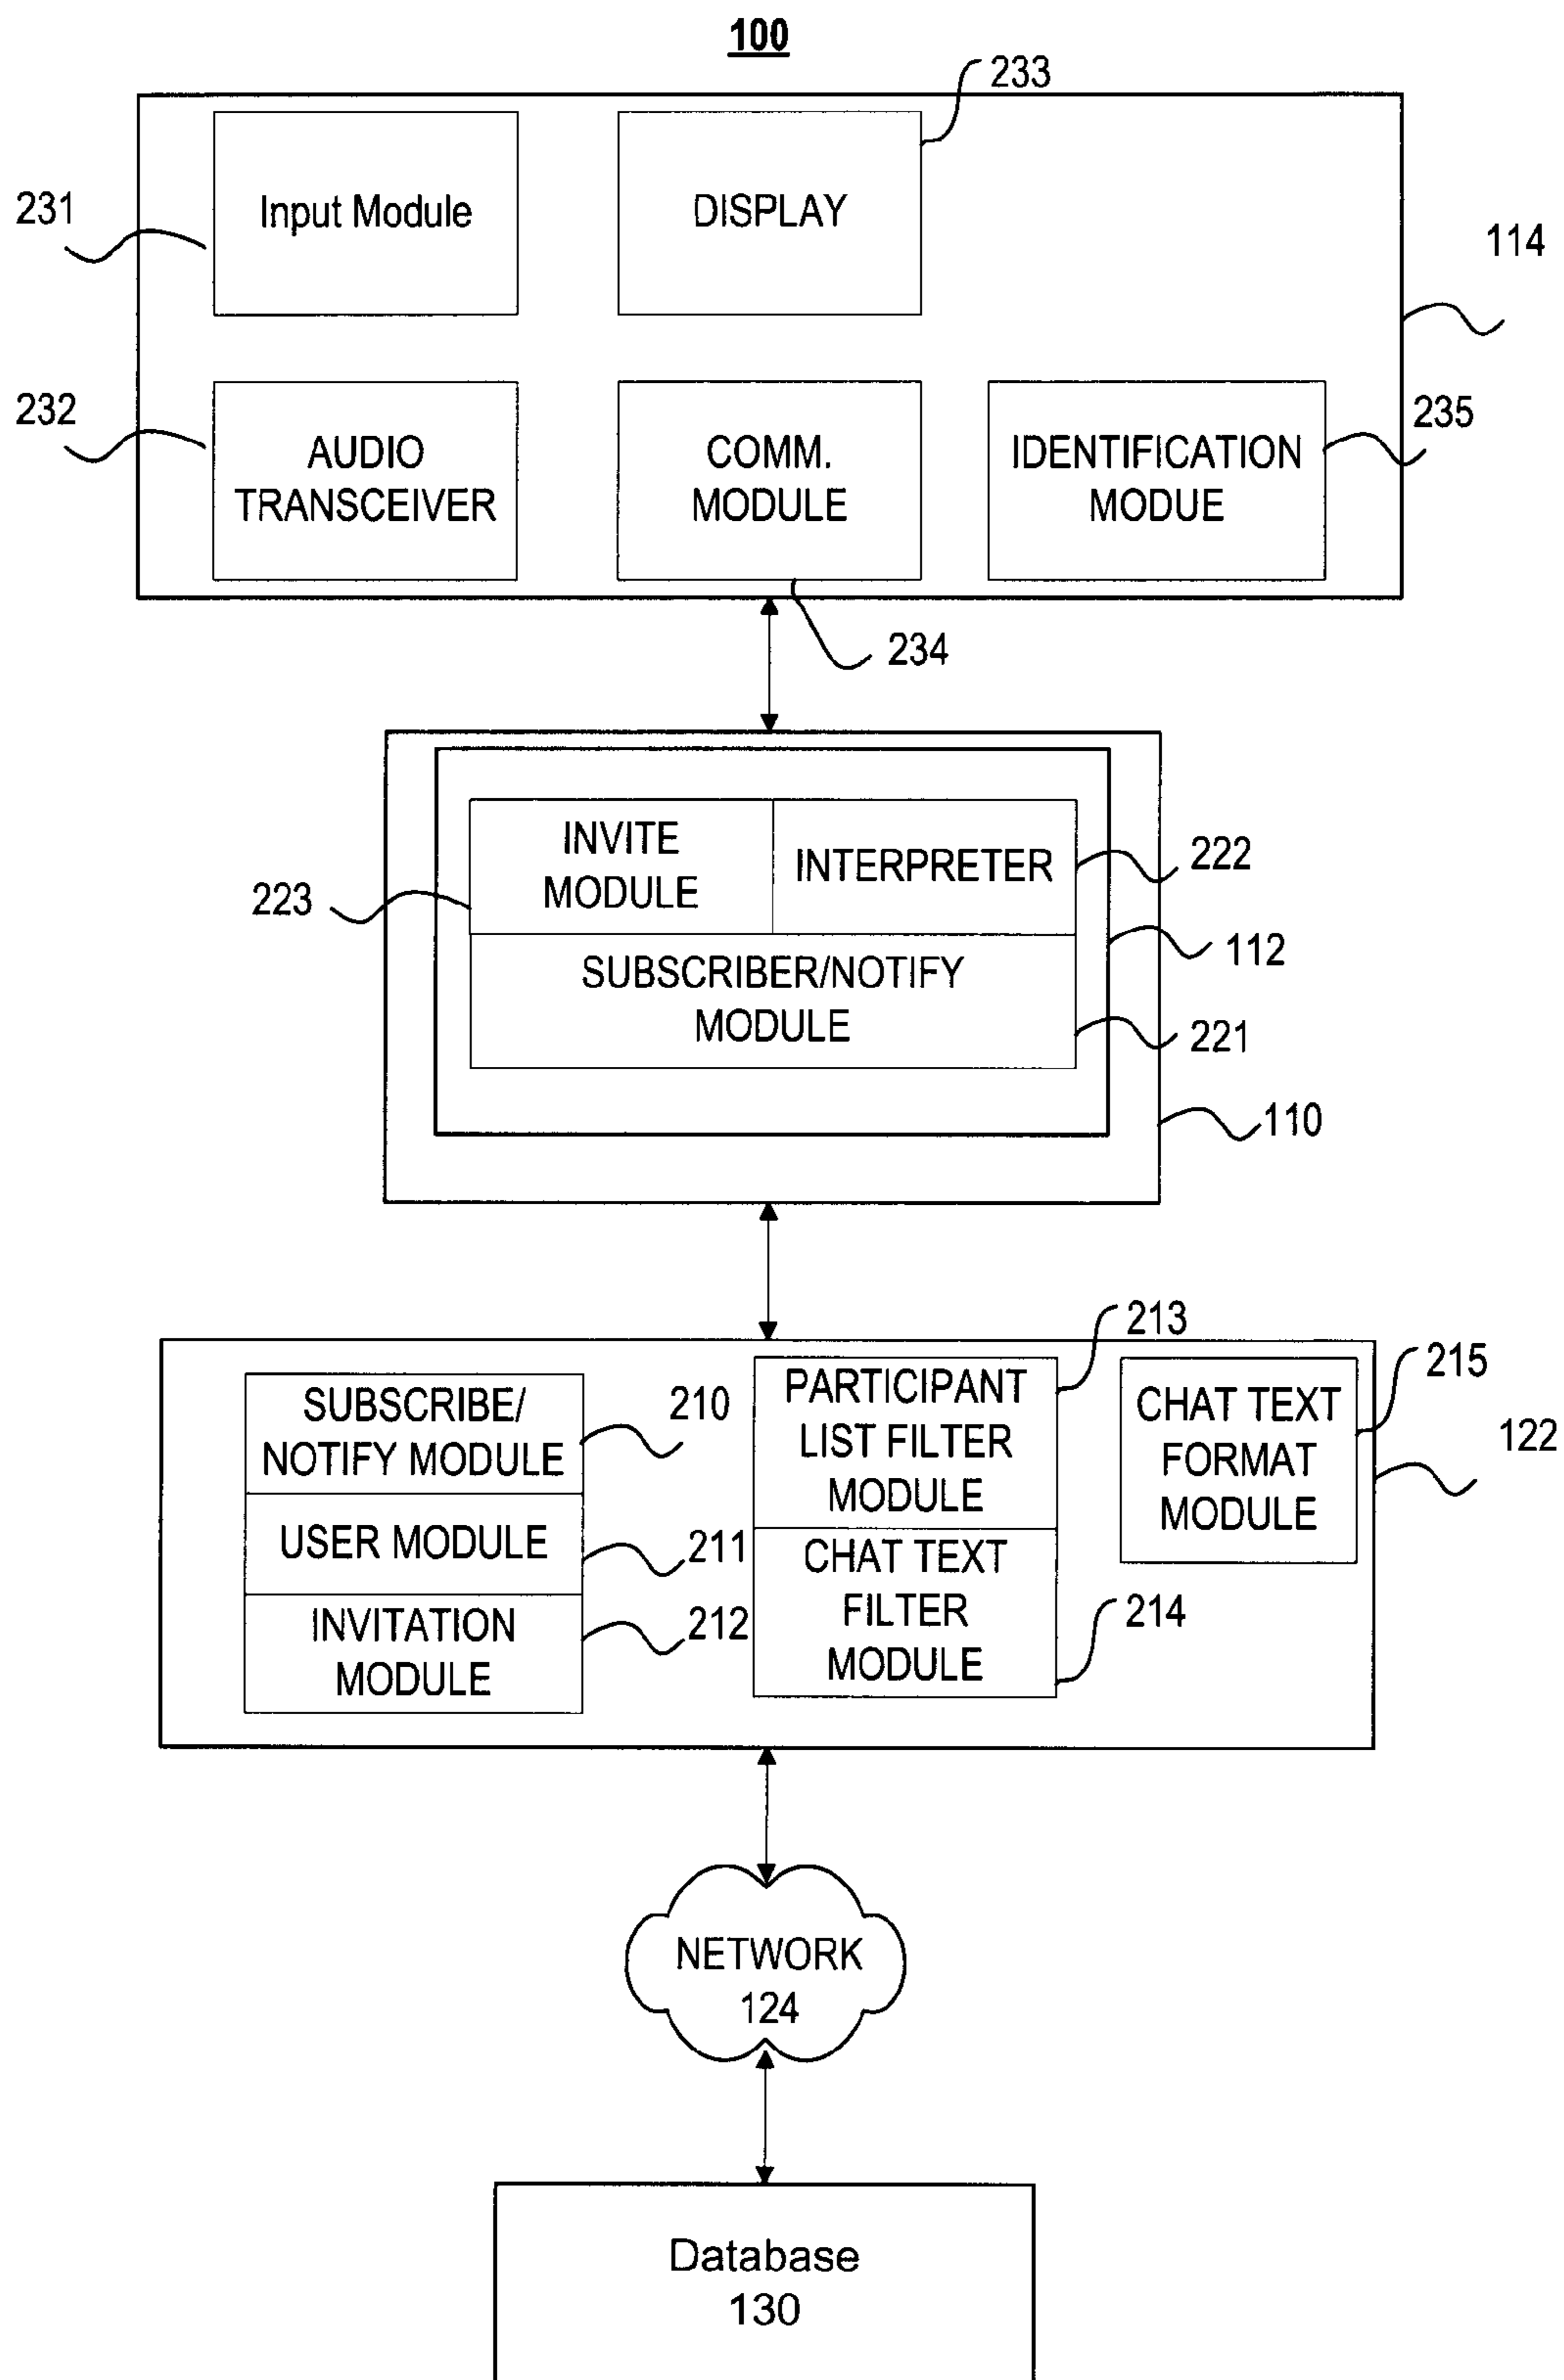 100
233
231
Input Module
DISPLAY
114
232
AUDIO
TRANSCEIVER
COMM.
MODULE
IDENTIFICATION
MODUE
235
234
INVITE
MODULE
INTERPRETER
222
223
112
SUBSCRIBER/NOTIFY
MODULE
221
110
213
215
SUBSCRIBE/
NOTIFY MODULE
210
PARTICIPANT
LIST FILTER
MODULE
CHAT TEXT
FORMAT
MODULE
122
USER MODULE
211
INVITATION
MODULE
212
CHAT TEXT
FILTER
MODULE
214
NETWORK
124
Database
130